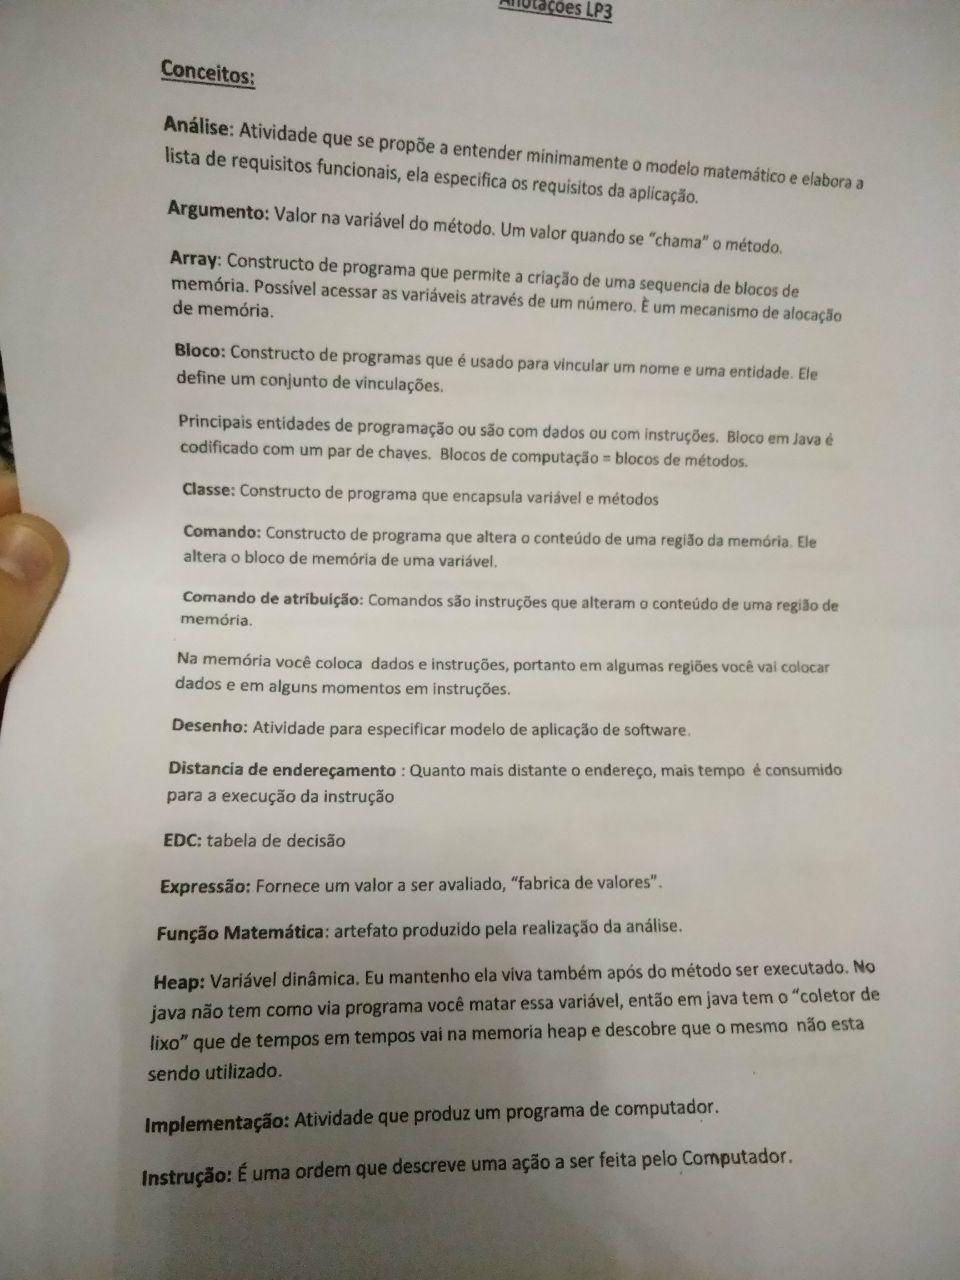 Anotações LP3
Conceitos:
Análise: Atividade que se propõe a entender minimamente o modelo matemático e elabora a
lista de requisitos funcionais, ela especifica os requisitos da aplicação.
Argumento: Valor na variável do método. Um valor quando se “chama” o método.
Array: Constructo de programa que permite a criação de uma sequencia de blocos de
memória. Possível acessar as variáveis através de um número. È um mecanismo de alocação
de memória.
Bloco: Constructo de programas que é usado para vincular um nome e uma entidade. Ele
define um conjunto de vinculações.
Principais entidades de programação ou são com dados ou com instruções. Bloco em Java é
codificado com um par de chaves. Blocos de computação = blocos de métodos.
Classe: Constructo de programa que encapsula variável e métodos
Comando: Constructo de programa que altera o conteúdo de uma região da memória. Ele
altera o bloco de memória de uma variável.
Comando de atribuição: Comandos são instruções que alteram o conteúdo de uma região de
memória.
Na memória você coloca dados e instruções, portanto em algumas regiões você vai colocar
dados e em alguns momentos em instruções.
Desenho: Atividade para especificar modelo de aplicação de software.
Distancia de endereçamento : Quanto mais distante o endereço, mais tempo é consumido
para a execução da instrução
EDC: tabela de decisão
Expressão: Fornece um valor a ser avaliado, “fabrica de valores”.
Função Matemática: artefato produzido pela realização da análise.
Heap: Variável dinâmica. Eu mantenho ela viva também após do método ser executado. No
java não tem como via programa você matar essa variável, então em java tem o “coletor de
lixo” que de tempos em tempos vai na memoria heap e descobre que o mesmo não esta
sendo utilizado.
Implementação: Atividade que produz um programa de computador.
Instrução: É uma ordem que descreve uma ação a ser feita pelo Computador.